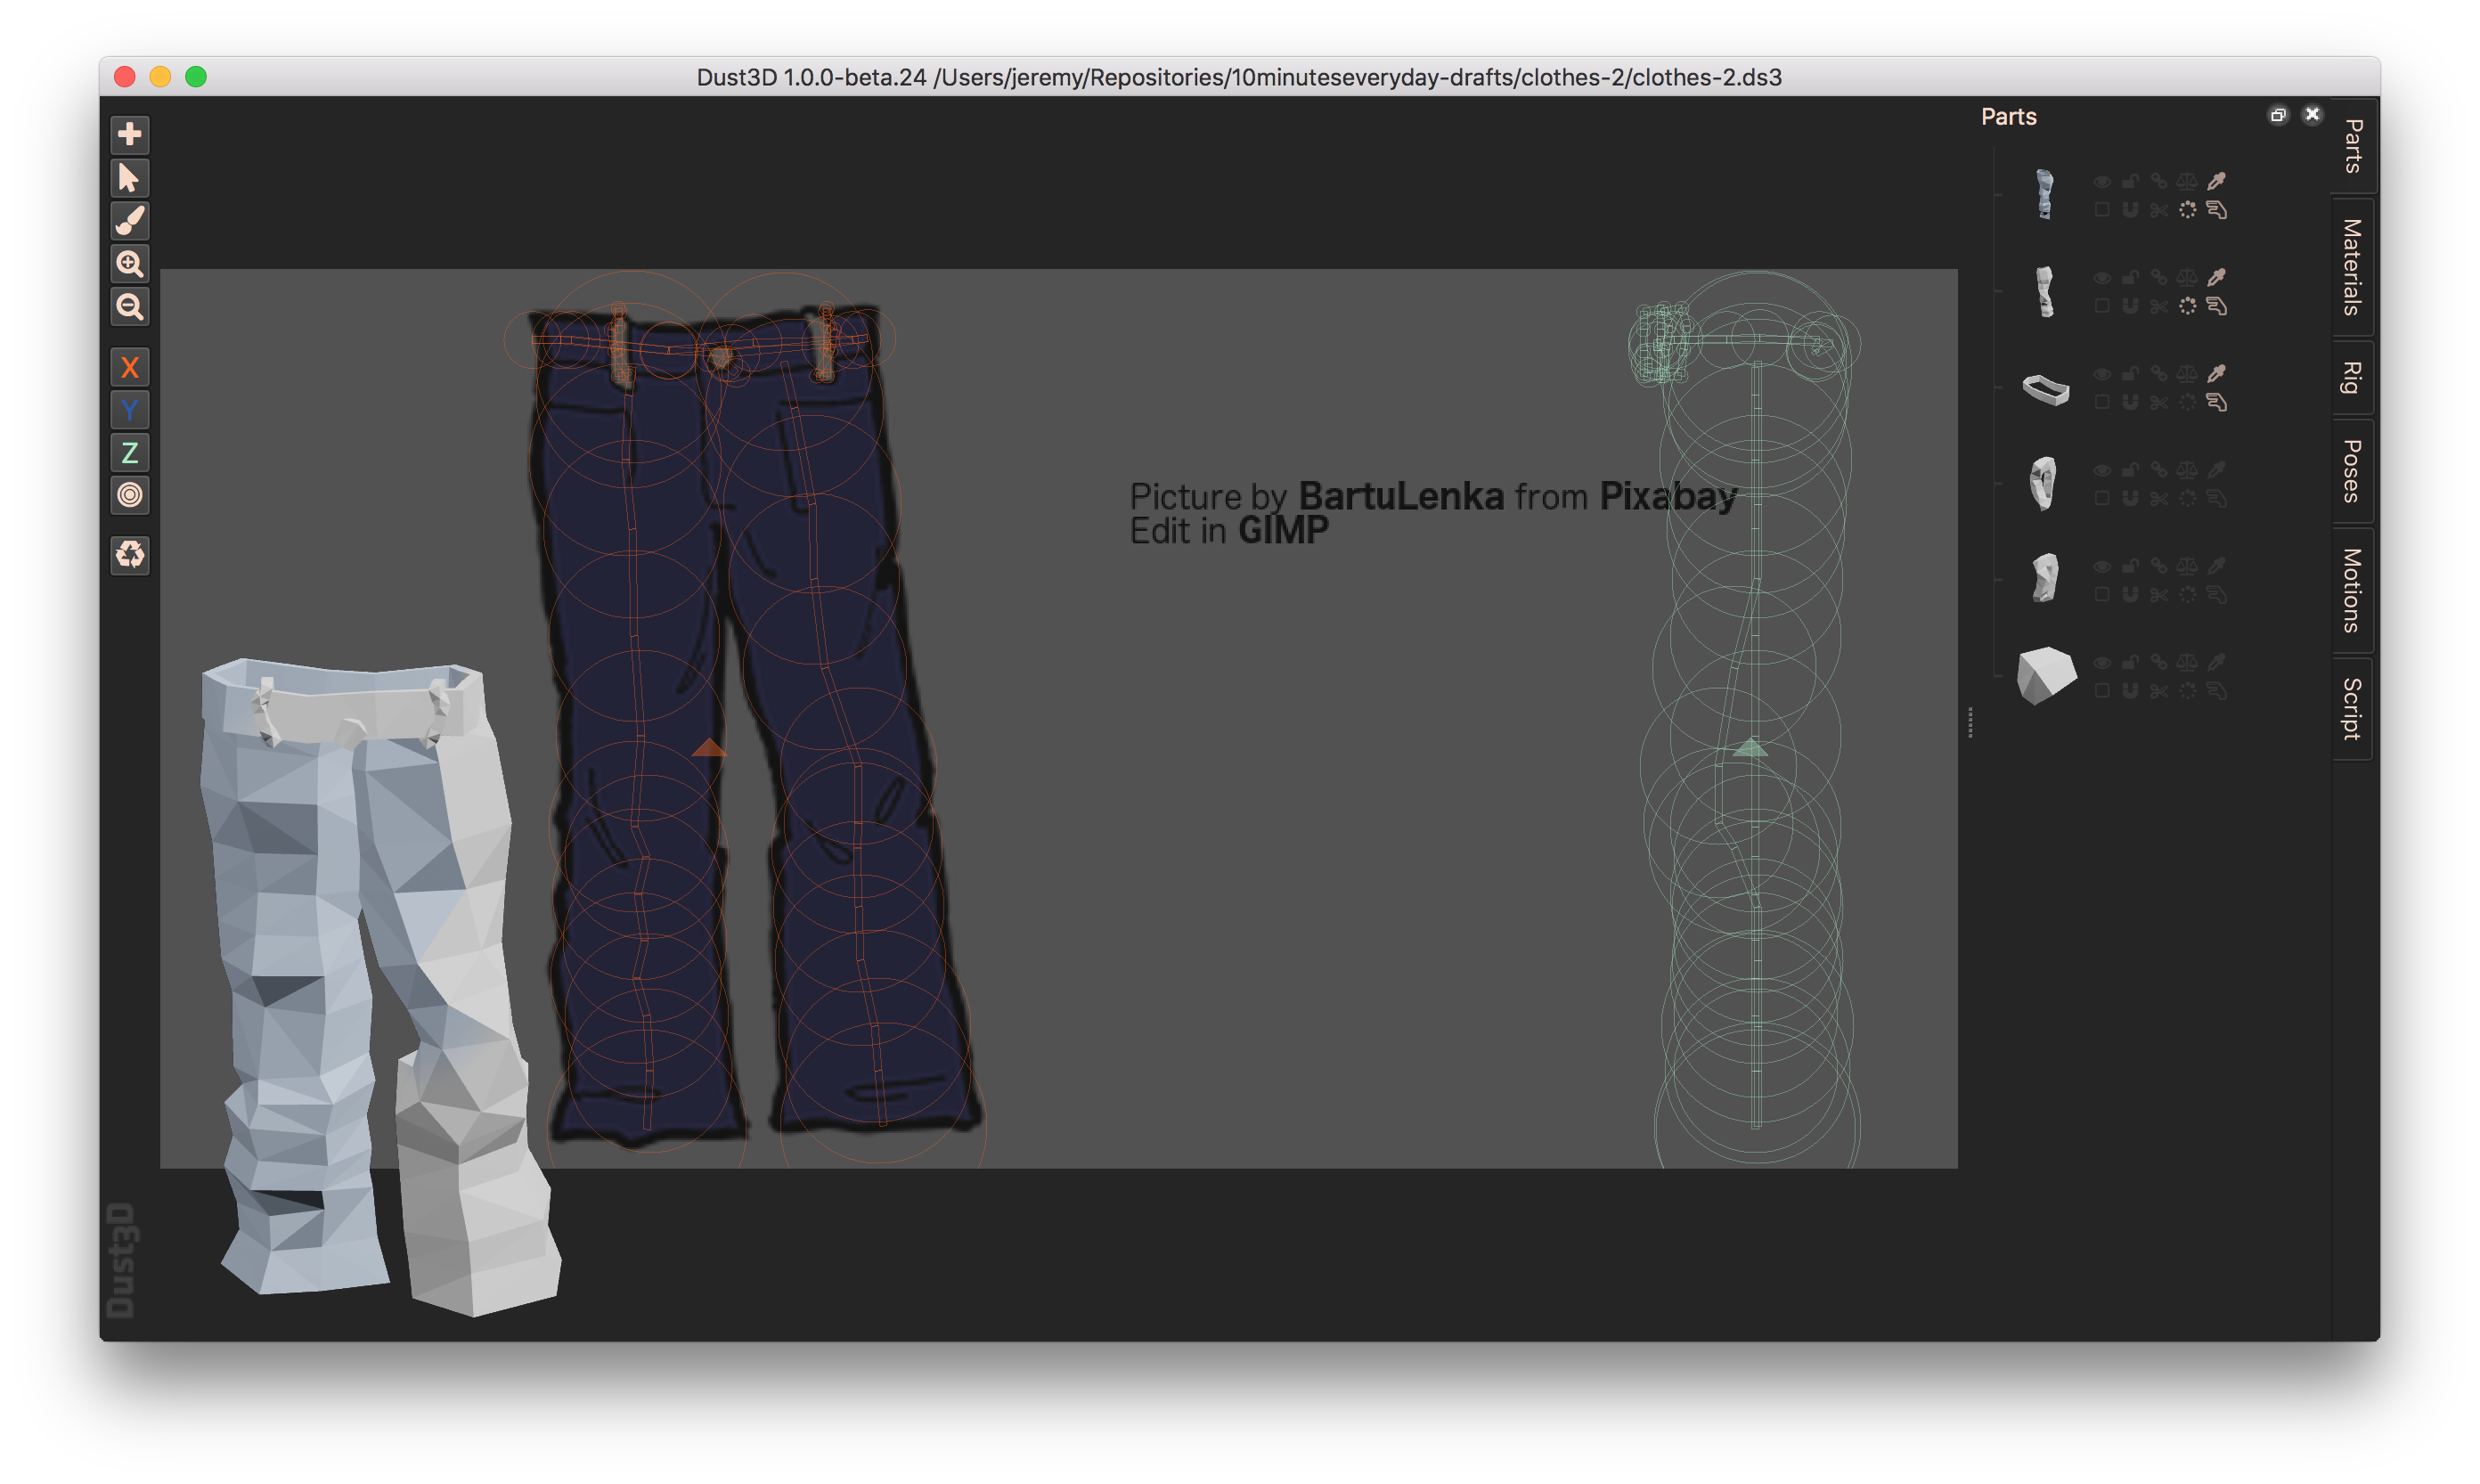 Dust3D 1.0.0-beta.24 /Users/jeremy/Repositories/10minuteseveryday-drafts/clothes-2/clothes-2.ds3
Parts
X
Y
Z
Picture by BartuLenka from Pixabay
Edit in GIMP
Parts
Materials
Rig
Poses
Motions
Script
Dust3D